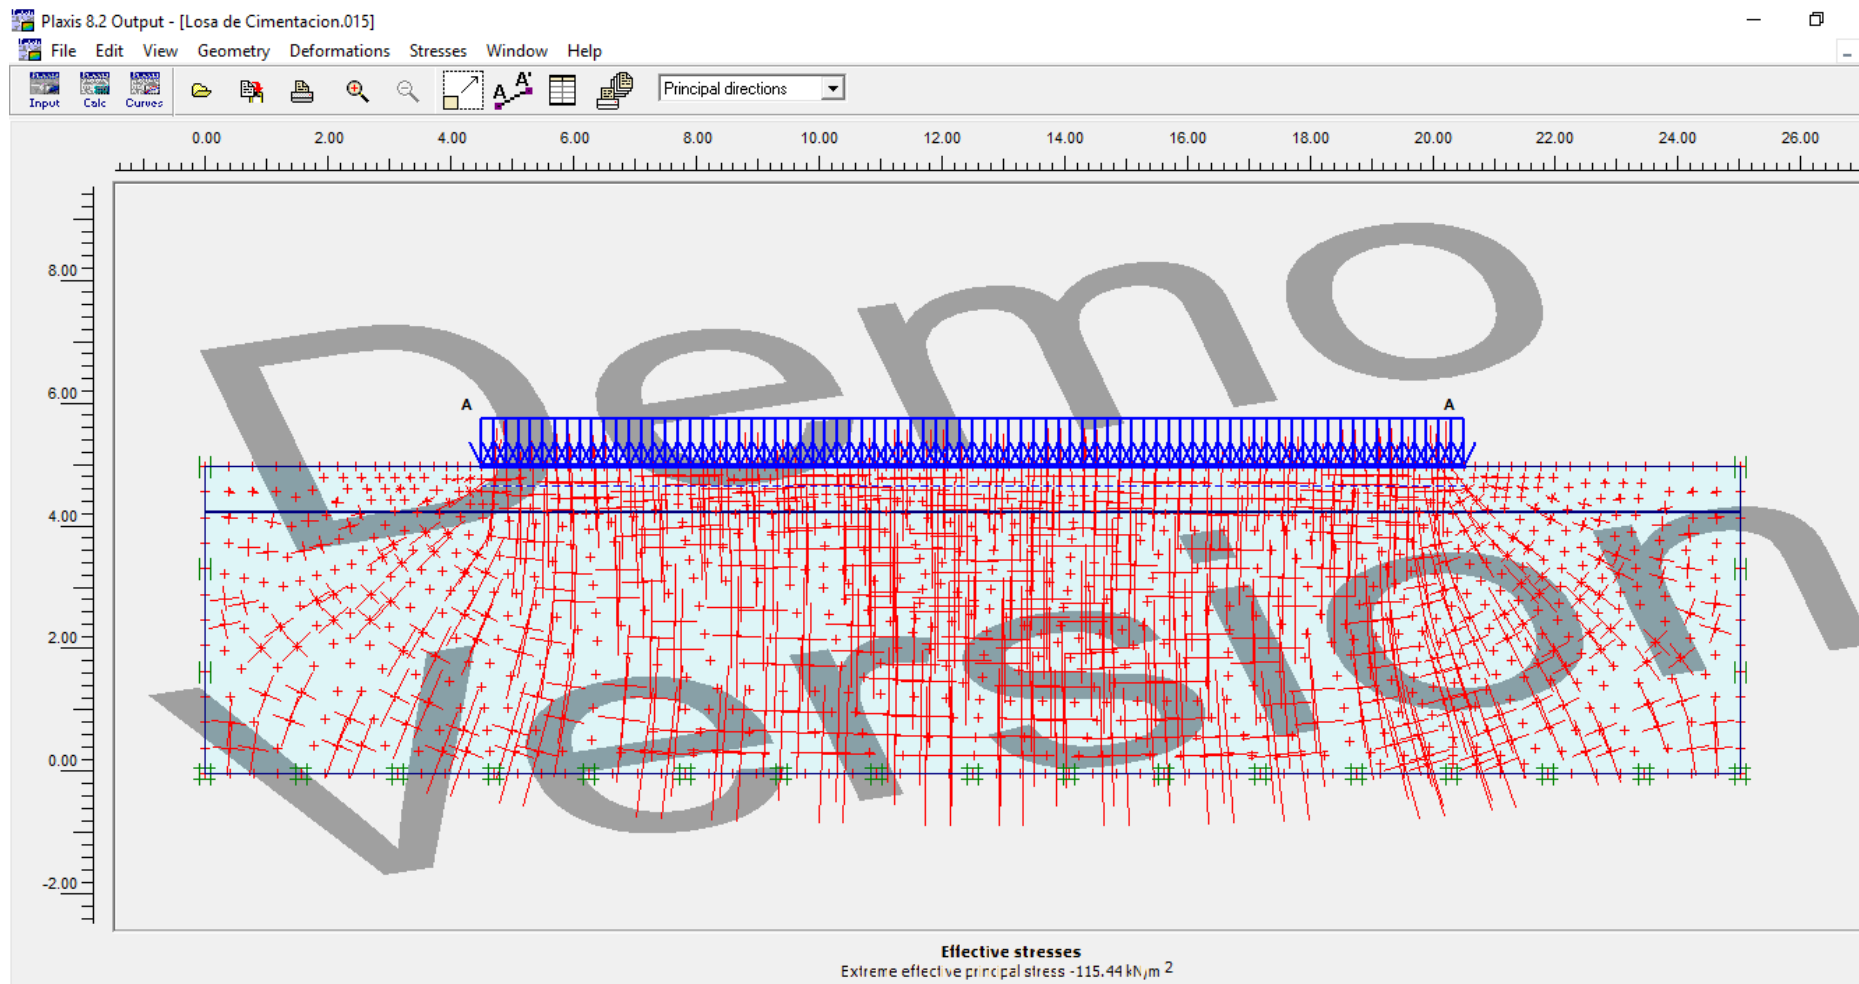 Plaxis 8.2 Output - [Losa de Cimentacion.015]
File Edit View Geometry Deformations Stresses Window Help
Input Calc Curves A A' Principal directions
0.00 2.00 4.00 6.00 8.00 10.00 12.00 14.00 16.00 18.00 20.00 22.00 24.00 26.00
8.00
6.00
4.00
2.00
0.00
-2.00
A A
Demo
Version
Effective stresses
Extreme effective principal stress -115.44 kN/m 2